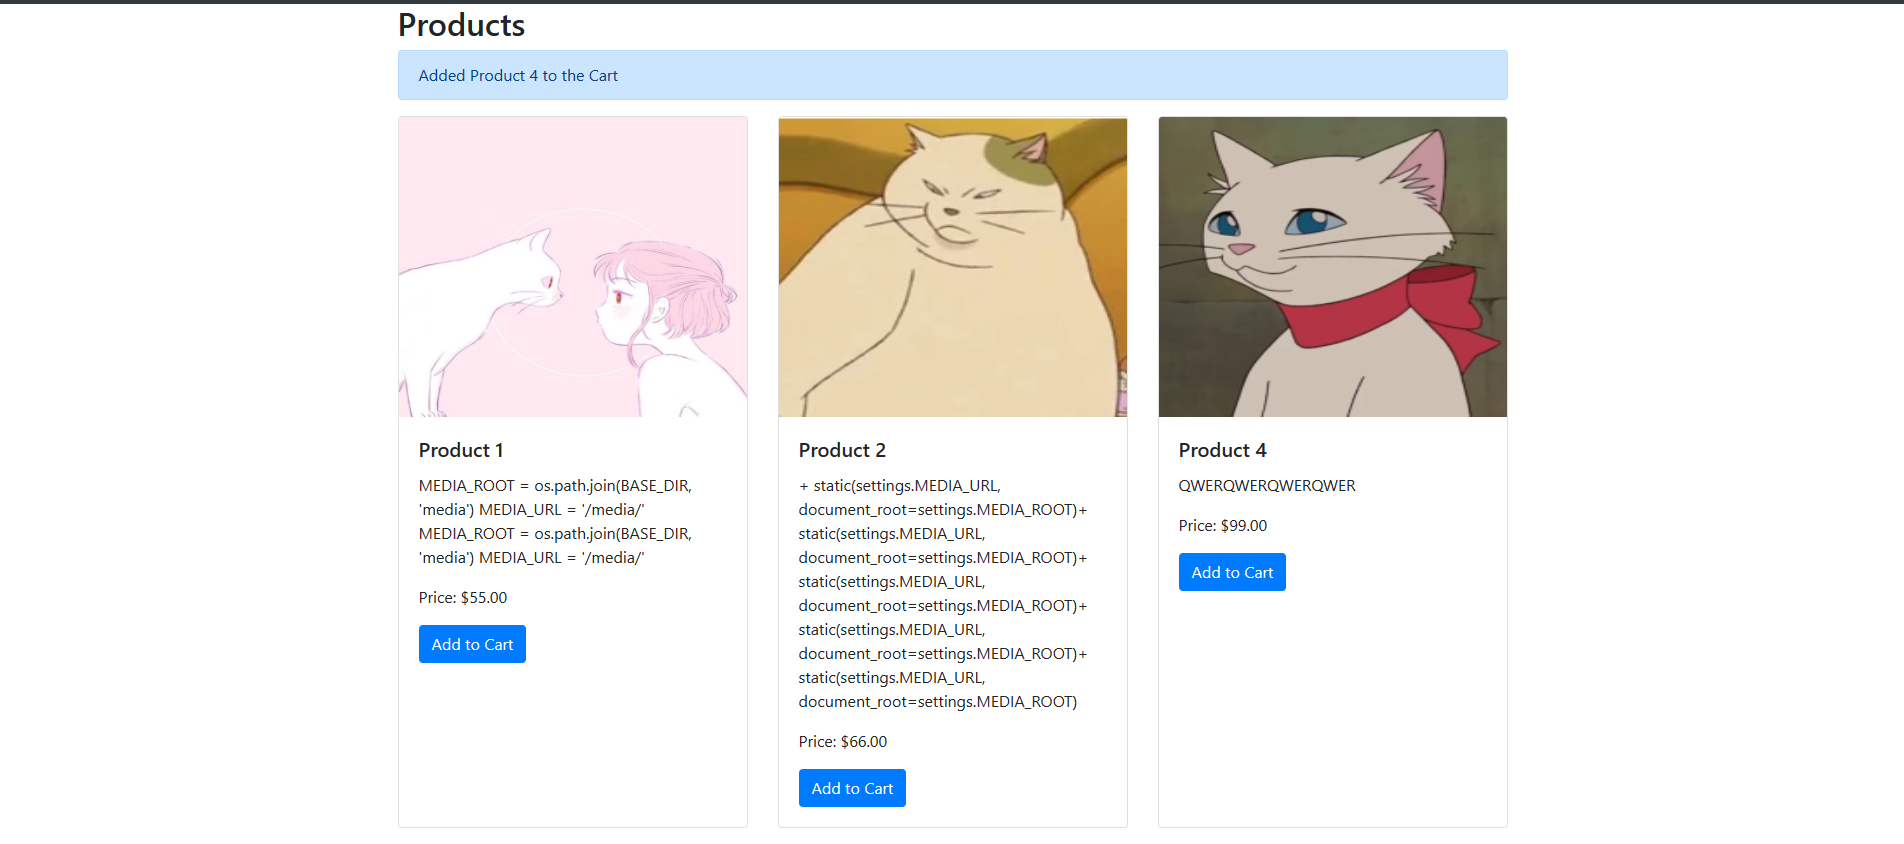 Products
Added Product 4 to the Cart
Product 1
MEDIA_ROOT = os.path.join(BASE_DIR,
'media') MEDIA_URL = '/media/'
MEDIA_ROOT = os.path.join(BASE_DIR,
'media') MEDIA_URL = '/media/'
Price: $55.00
Add to Cart
Product 2
+ static(settings.MEDIA_URL,
document_root=settings.MEDIA_ROOT)+
static(settings.MEDIA_URL,
document_root=settings.MEDIA_ROOT)+
static(settings.MEDIA_URL,
document_root=settings.MEDIA_ROOT)+
static(settings.MEDIA_URL,
document_root=settings.MEDIA_ROOT)+
static(settings.MEDIA_URL,
document_root=settings.MEDIA_ROOT)
Price: $66.00
Add to Cart
Product 4
QWERQWERQWERQWER
Price: $99.00
Add to Cart